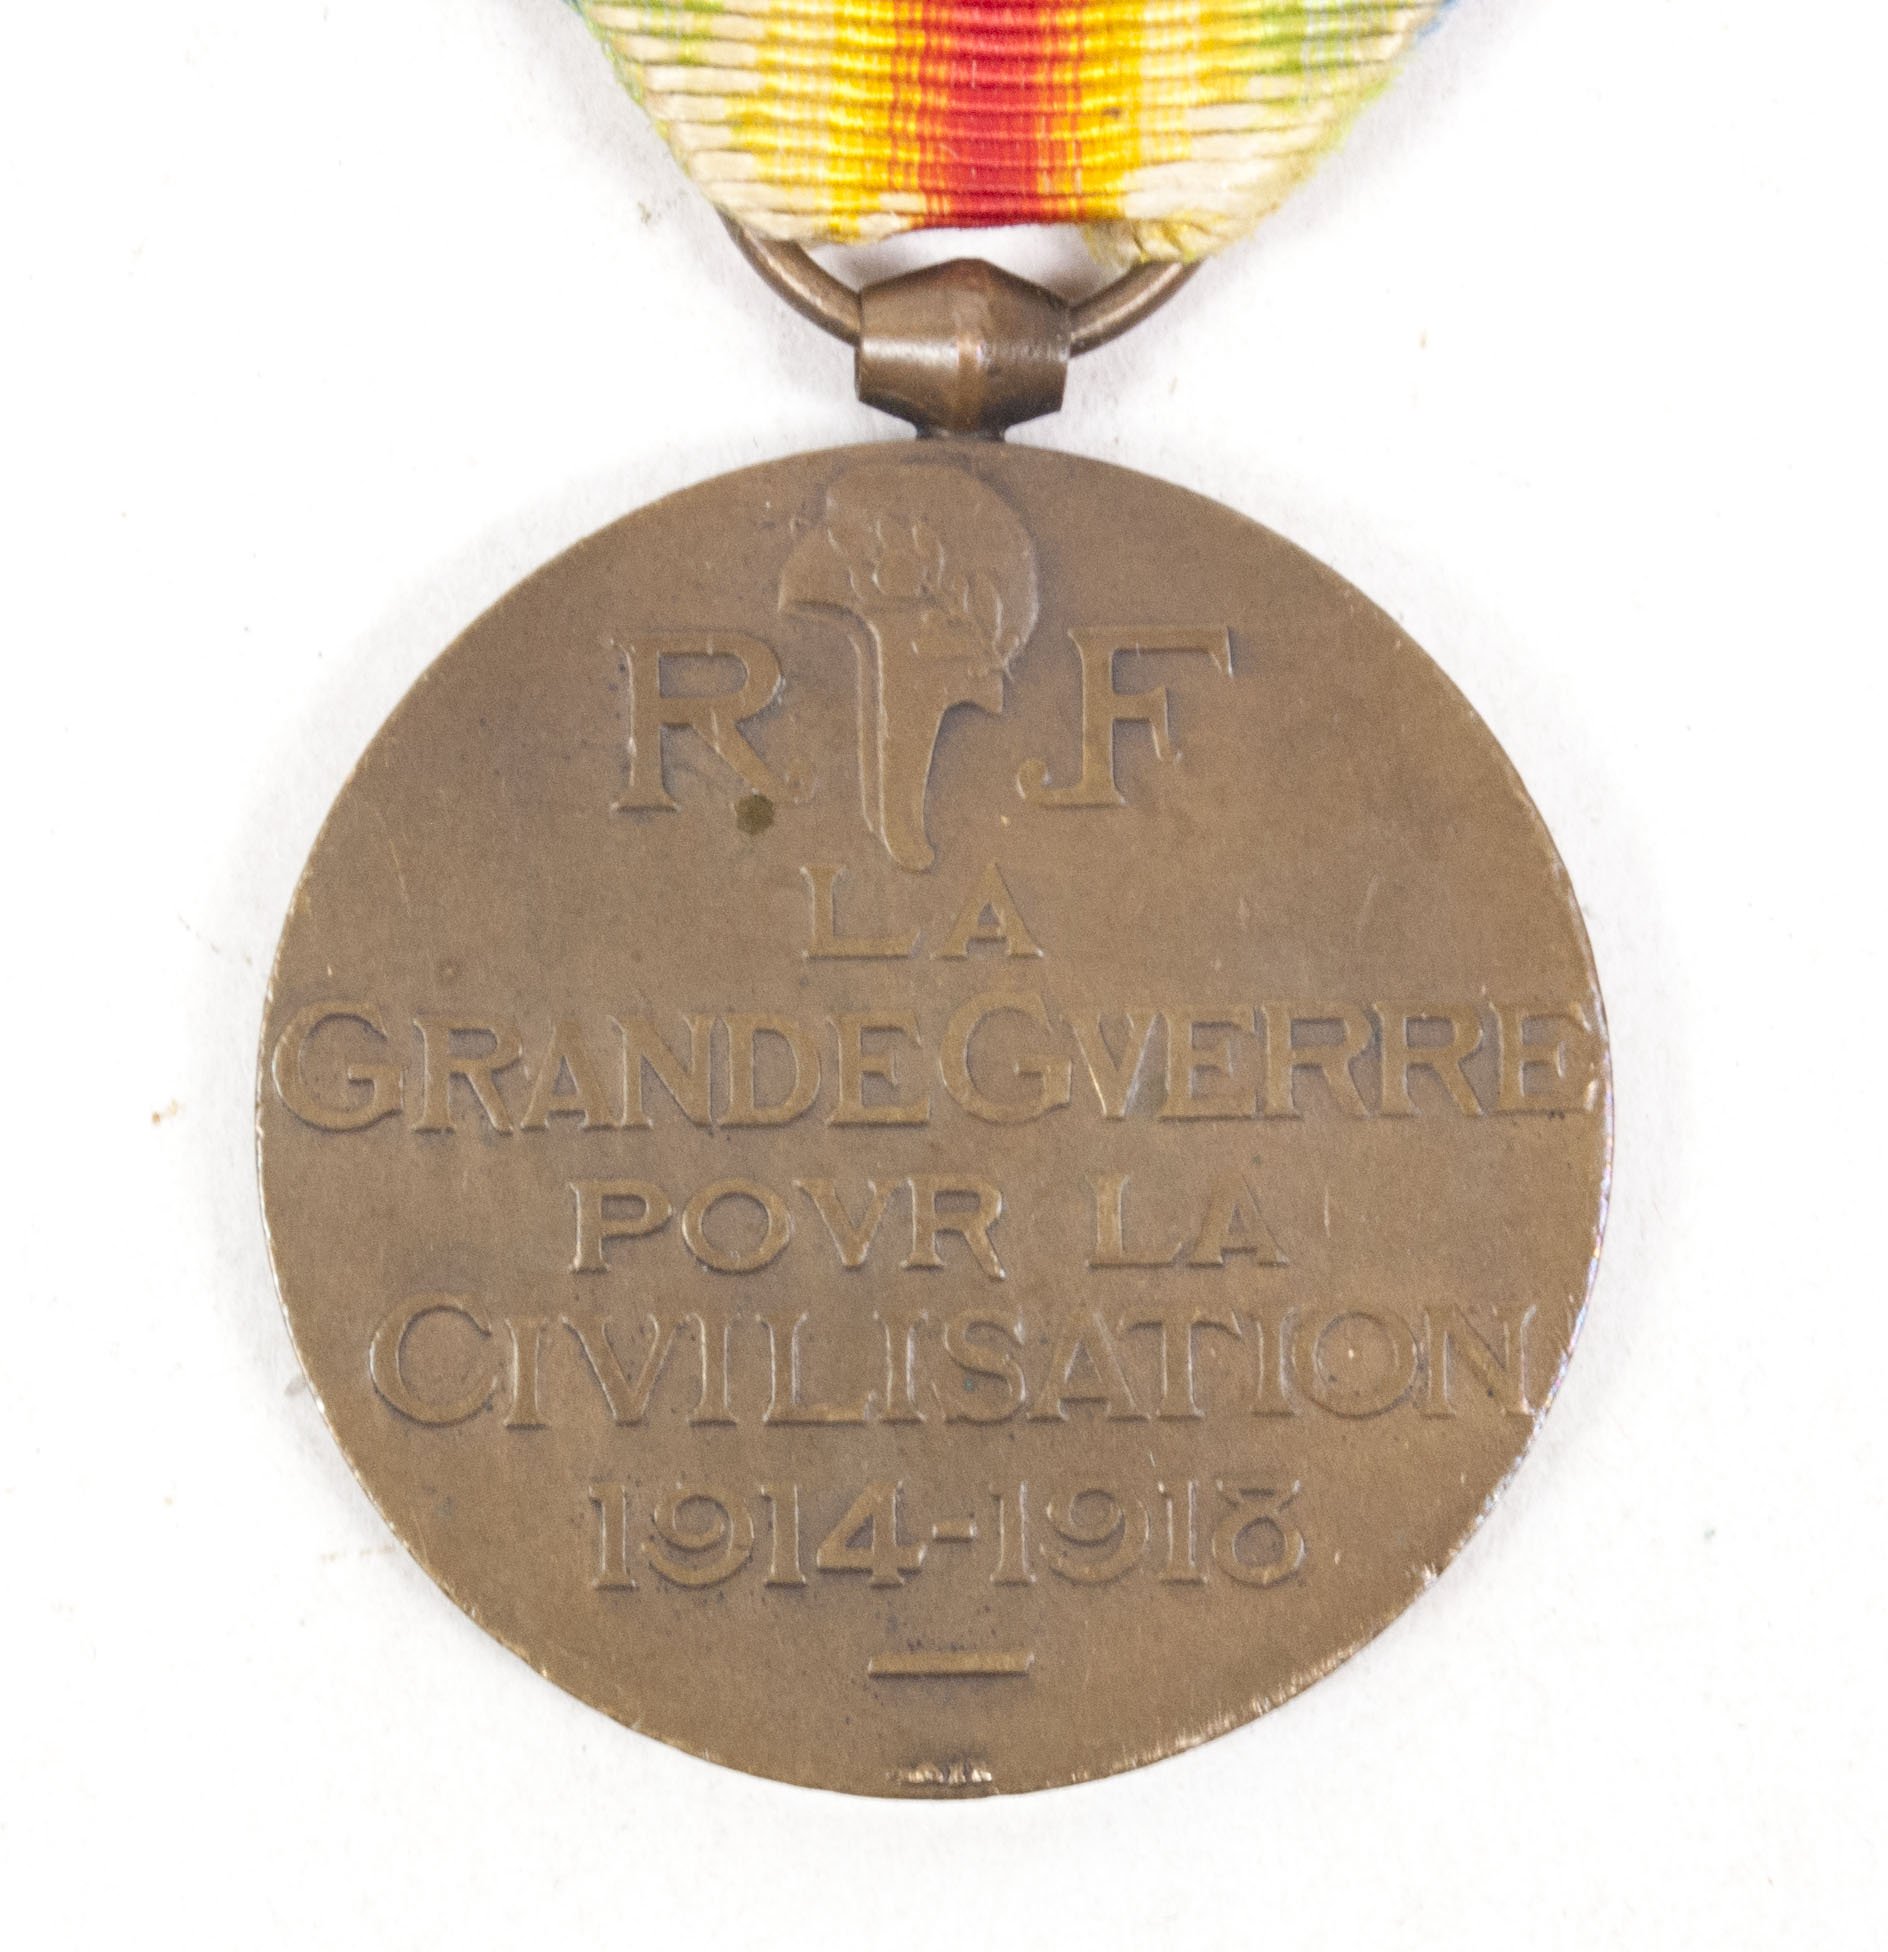 R F
LA
GRANDE GVERRE
POVR LA
CIVILISATION
1914-1918